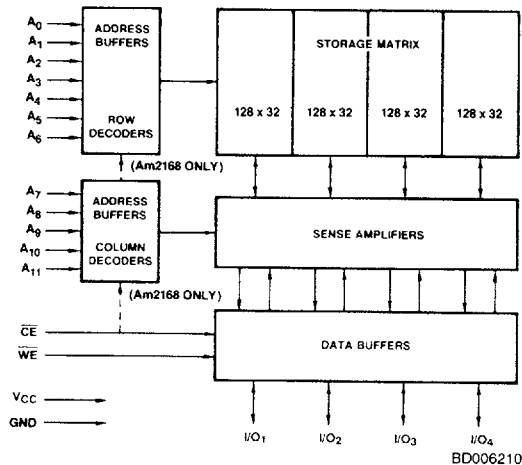 A0
A1
A2
A3
A4
A5
A6
ADDRESS
BUFFERS
ROW
DECODERS
STORAGE MATRIX
128 x 32
128 x 32
128 x 32
128 x 32
(Am2168 ONLY)
A7
A8
A9
A10
A11
ADDRESS
BUFFERS
COLUMN
DECODERS
SENSE AMPLIFIERS
(Am2168 ONLY)
C̅E̅
W̅E̅
DATA BUFFERS
VCC
GND
I/O1
I/O2
I/O3
I/O4
BD006210